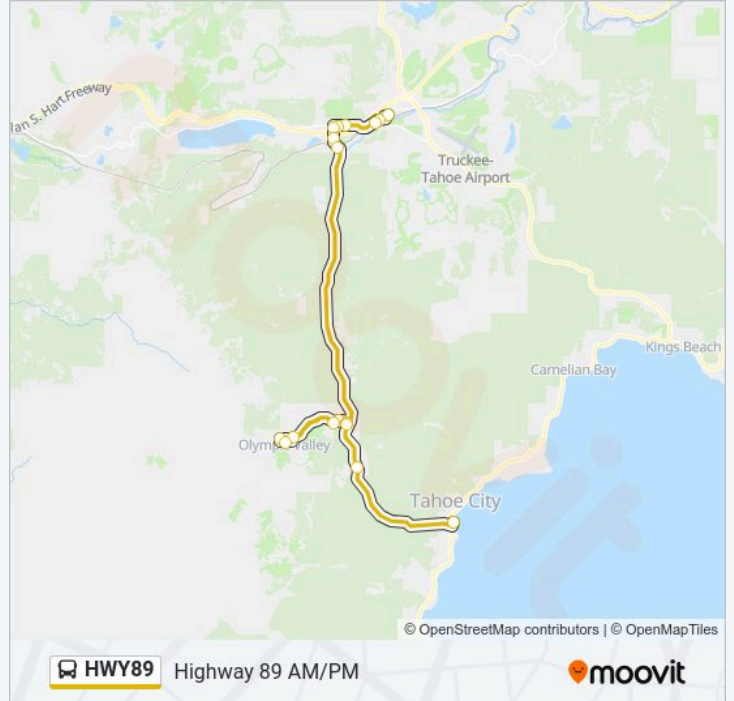 lan S. Hart Freeway
Truckee-
Tahoe Airport
Kings Beach
Carnelian Bay
Olympic Valley
Tahoe City
© OpenStreetMap contributors | © OpenMapTiles
HWY89 Highway 89 AM/PM
moovit